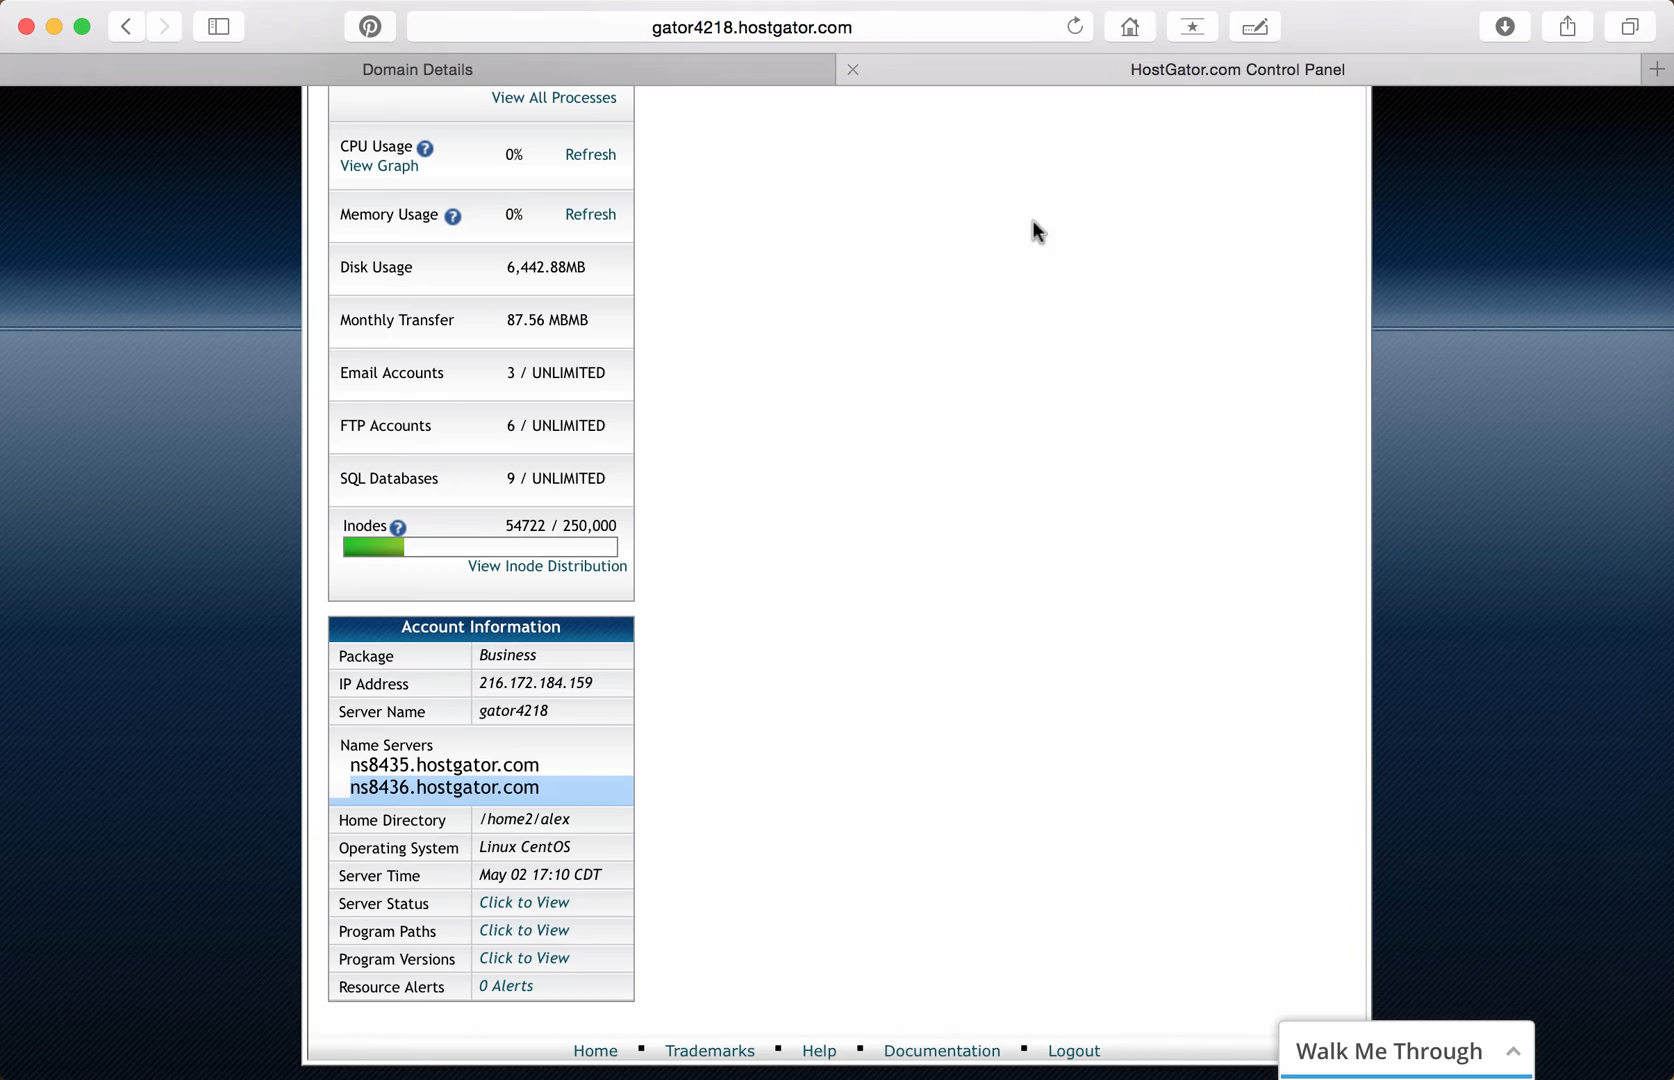 gator4218.hostgator.com
Domain Details
HostGator.com Control Panel
View All Processes
CPU Usage ? 0% Refresh
View Graph
Memory Usage ? 0% Refresh
Disk Usage 6,442.88MB
Monthly Transfer 87.56 MBMB
Email Accounts 3 / UNLIMITED
FTP Accounts 6 / UNLIMITED
SQL Databases 9 / UNLIMITED
Inodes ? 54722 / 250,000
View Inode Distribution
Account Information
Package Business
IP Address 216.172.184.159
Server Name gator4218
Name Servers
ns8435.hostgator.com
ns8436.hostgator.com
Home Directory /home2/alex
Operating System Linux CentOS
Server Time May 02 17:10 CDT
Server Status Click to View
Program Paths Click to View
Program Versions Click to View
Resource Alerts 0 Alerts
Home ▪ Trademarks ▪ Help ▪ Documentation ▪ Logout
Walk Me Through